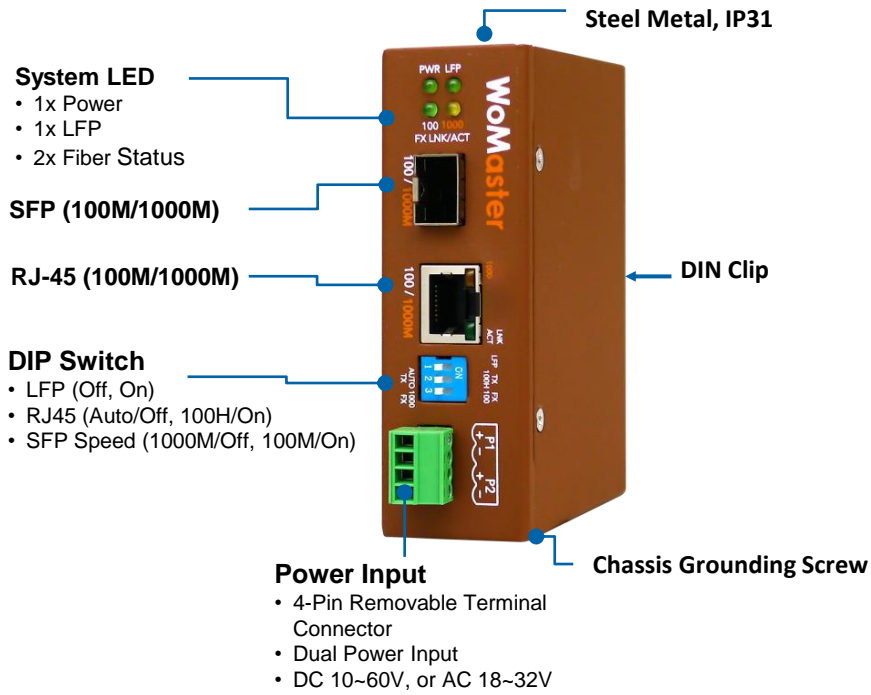 Steel Metal, IP31
System LED
• 1x Power
• 1x LFP
• 2x Fiber Status
SFP (100M/1000M)
RJ-45 (100M/1000M)
DIP Switch
• LFP (Off, On)
• RJ45 (Auto/Off, 100H/On)
• SFP Speed (1000M/Off, 100M/On)
PWR LFP
100 1000
FX LNK/ACT
WoMaster
100 / 1000M
1000
100 / 1000M
LNK
ACT
LFP TX FX
100H 100
ON
1 2 3
AUTO 1000
TX FX
P1 P2
+ - + -
DIN Clip
Chassis Grounding Screw
Power Input
• 4-Pin Removable Terminal
Connector
• Dual Power Input
• DC 10~60V, or AC 18~32V